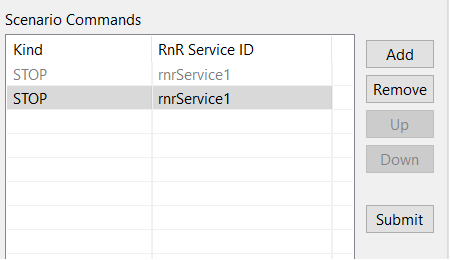 Scenario Commands
Kind RnR Service ID
STOP rnrService1
STOP rnrService1
Add
Remove
Up
Down
Submit